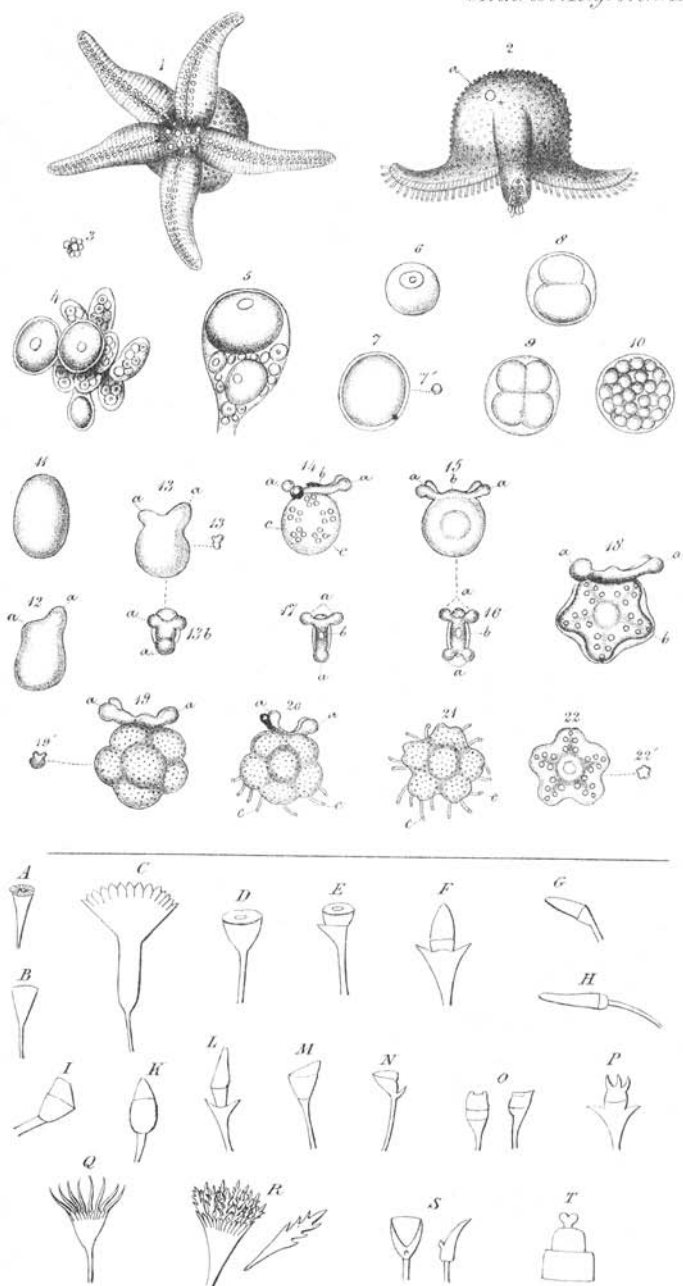 1 2
a
3
4 5 6 8
7 7' 9 10
11 13 14 b 15 b
a a a a a a
13
c c
12 13b 17 16 18
a a a a
a a b b
a a a b
19 20 21 22
a a a a
19' 22'
c c c c
A C D E F G
B H
I K L M N O P
Q R S T